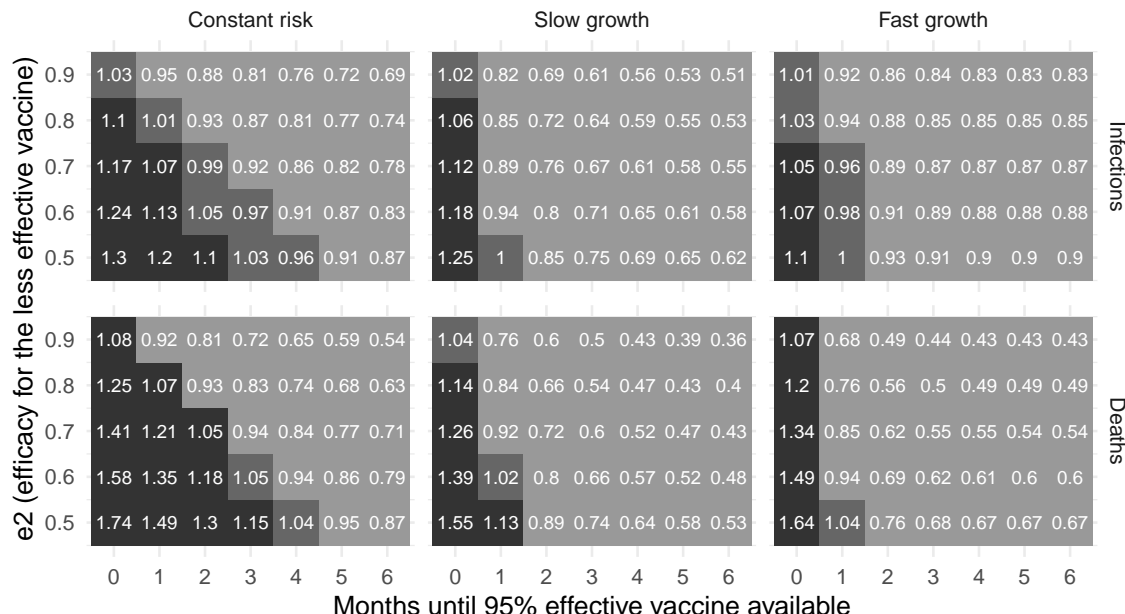 Constant risk Slow growth Fast growth
0.9 1.03 0.95 0.88 0.81 0.76 0.72 0.69 1.02 0.82 0.69 0.61 0.56 0.53 0.51 1.01 0.92 0.86 0.84 0.83 0.83 0.83
0.8 1.1 1.01 0.93 0.87 0.81 0.77 0.74 1.06 0.85 0.72 0.64 0.59 0.55 0.53 1.03 0.94 0.88 0.85 0.85 0.85 0.85
0.7 1.17 1.07 0.99 0.92 0.86 0.82 0.78 1.12 0.89 0.76 0.67 0.61 0.58 0.55 1.05 0.96 0.89 0.87 0.87 0.87 0.87
0.6 1.24 1.13 1.05 0.97 0.91 0.87 0.83 1.18 0.94 0.8 0.71 0.65 0.61 0.58 1.07 0.98 0.91 0.89 0.88 0.88 0.88
0.5 1.3 1.2 1.1 1.03 0.96 0.91 0.87 1.25 1 0.85 0.75 0.69 0.65 0.62 1.1 1 0.93 0.91 0.9 0.9 0.9
Infections
0.9 1.08 0.92 0.81 0.72 0.65 0.59 0.54 1.04 0.76 0.6 0.5 0.43 0.39 0.36 1.07 0.68 0.49 0.44 0.43 0.43 0.43
0.8 1.25 1.07 0.93 0.83 0.74 0.68 0.63 1.14 0.84 0.66 0.54 0.47 0.43 0.4 1.2 0.76 0.56 0.5 0.49 0.49 0.49
0.7 1.41 1.21 1.05 0.94 0.84 0.77 0.71 1.26 0.92 0.72 0.6 0.52 0.47 0.43 1.34 0.85 0.62 0.55 0.55 0.54 0.54
0.6 1.58 1.35 1.18 1.05 0.94 0.86 0.79 1.39 1.02 0.8 0.66 0.57 0.52 0.48 1.49 0.94 0.69 0.62 0.61 0.6 0.6
0.5 1.74 1.49 1.3 1.15 1.04 0.95 0.87 1.55 1.13 0.89 0.74 0.64 0.58 0.53 1.64 1.04 0.76 0.68 0.67 0.67 0.67
Deaths
0 1 2 3 4 5 6 0 1 2 3 4 5 6 0 1 2 3 4 5 6
Months until 95% effective vaccine available
e2 (efficacy for the less effective vaccine)